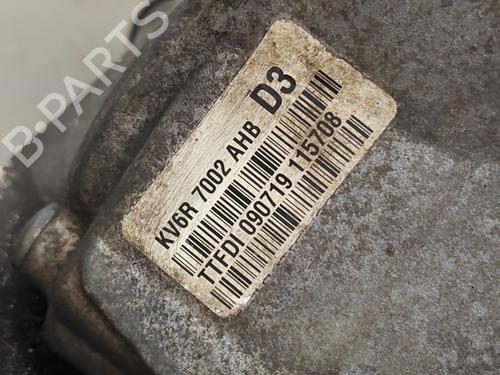 D3
KV6R 7002 AHB
TTFDI 090719 115708
B-PARTS